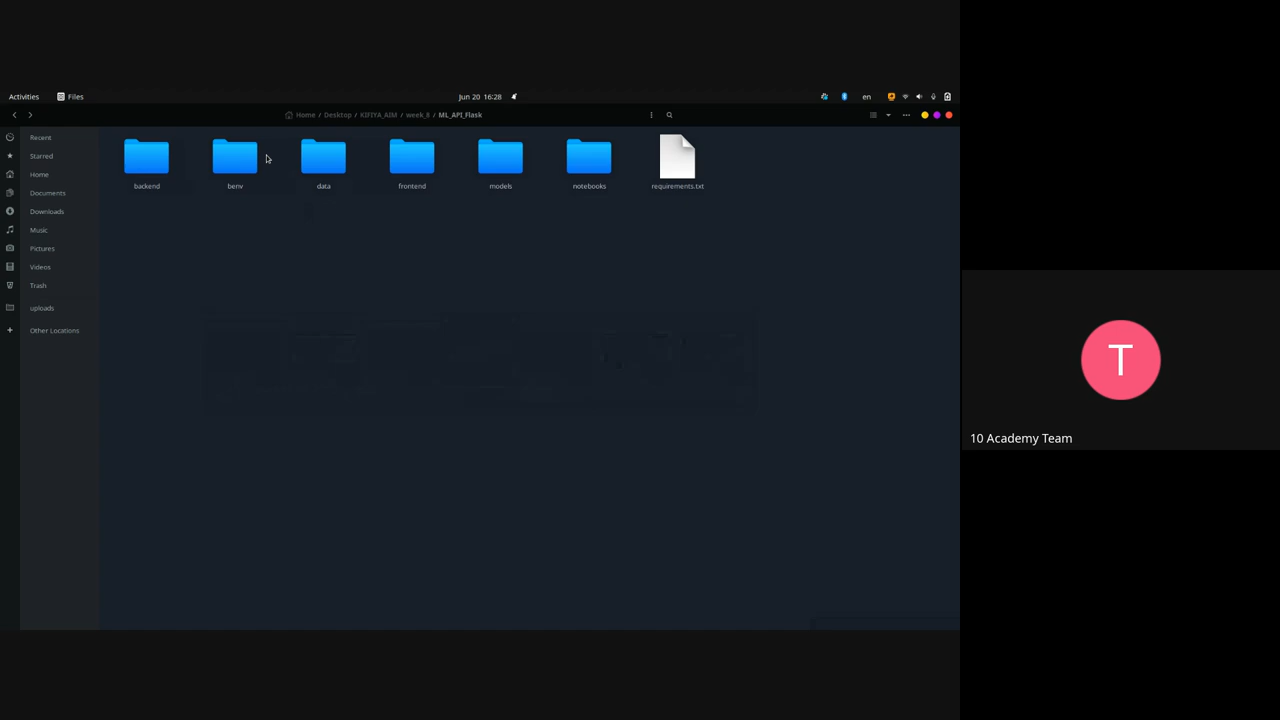 Activities Files Jun 20 16:28 en
Home / Desktop / KIFIYA_AIM / week_8 / ML_API_Flask
Recent
Starred
Home
Documents
Downloads
Music
Pictures
Videos
Trash
uploads
Other Locations
backend benv data frontend models notebooks requirements.txt
T
10 Academy Team